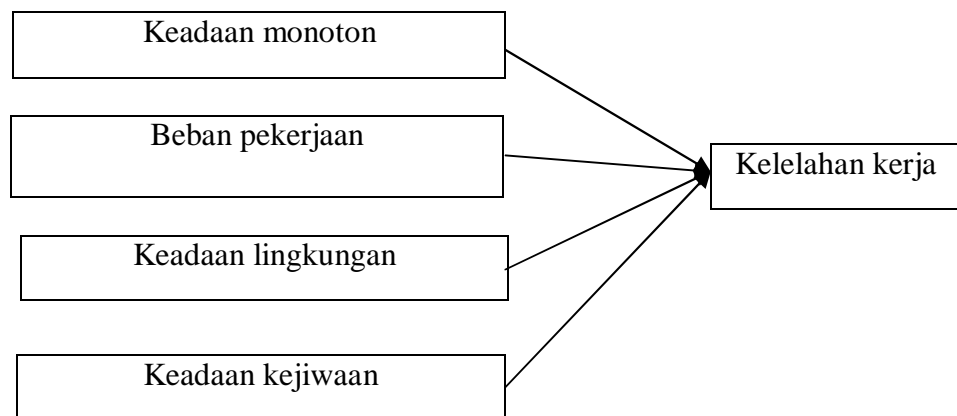 Keadaan monoton
Beban pekerjaan
Kelelahan kerja
Keadaan lingkungan
Keadaan kejiwaan